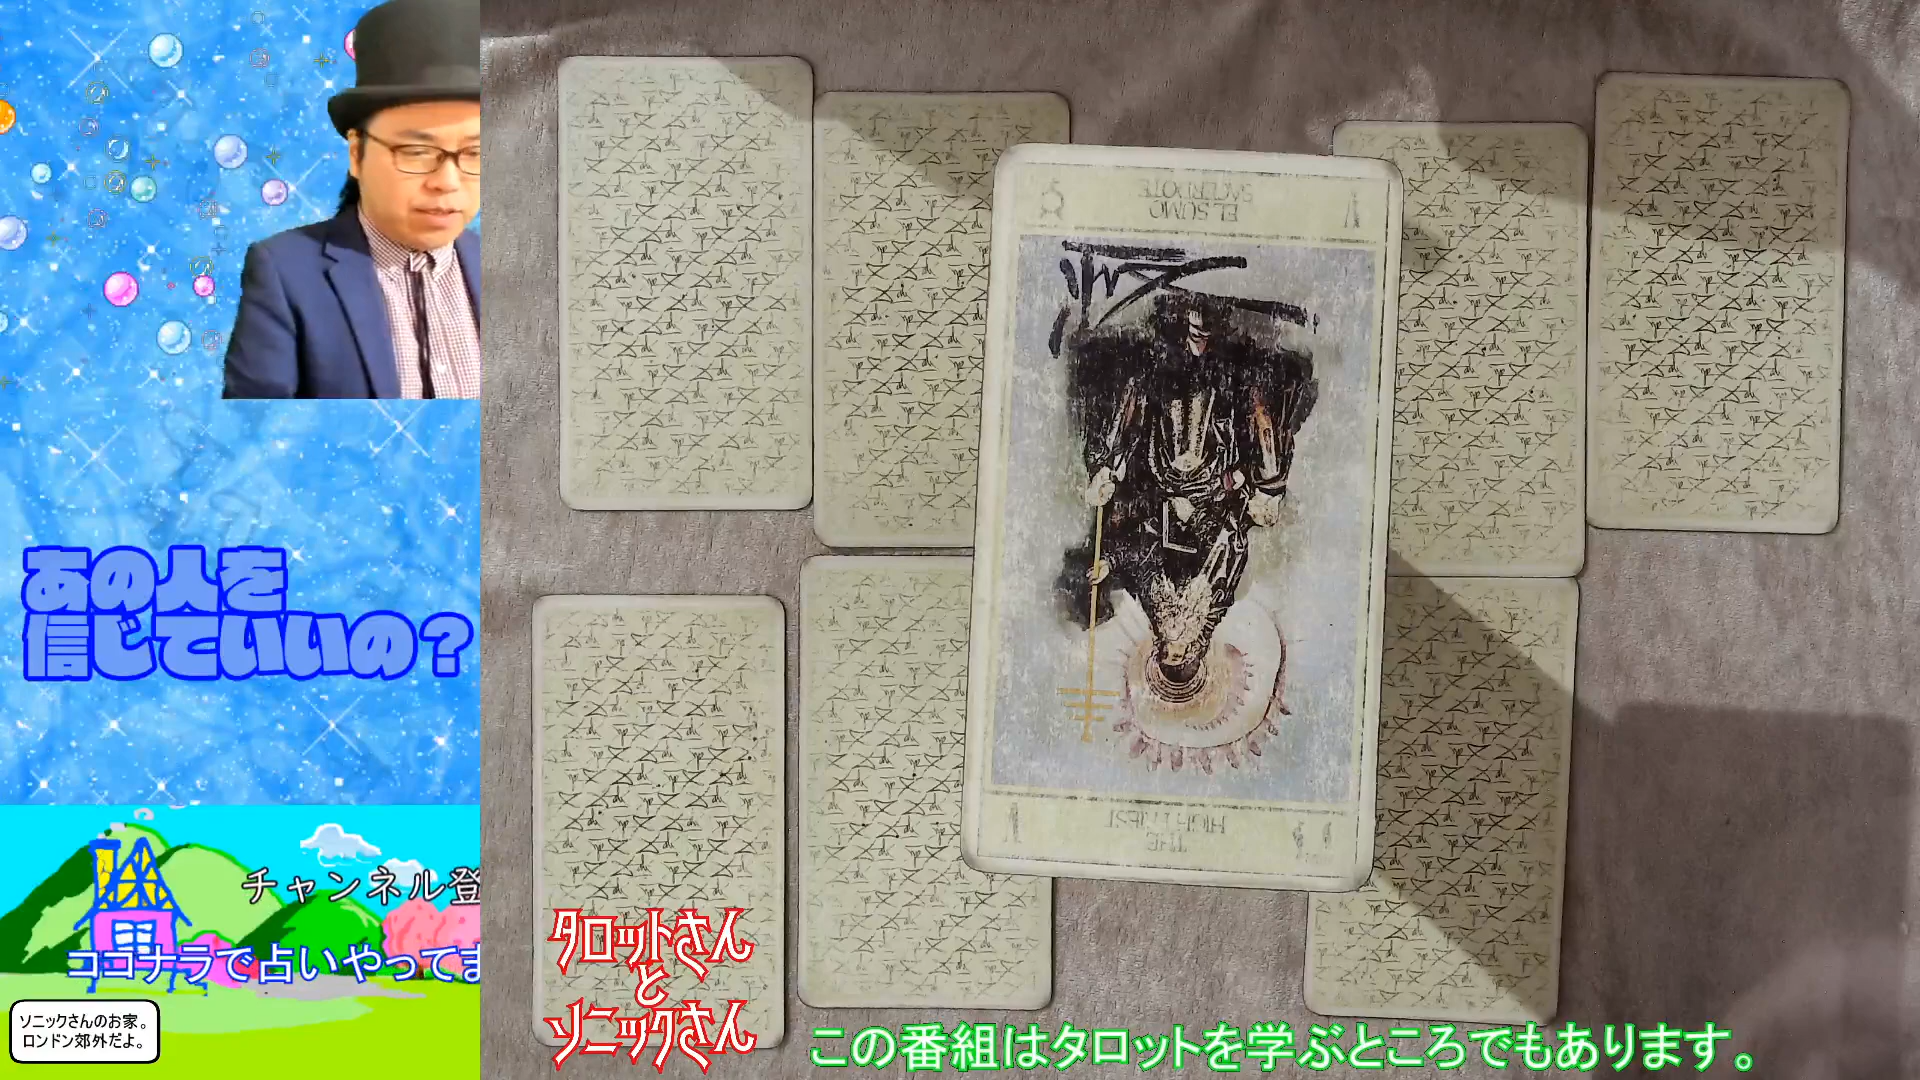 EL SUMO
SACERDOTE
THE
HIGH PRIEST
あの人を
信じていいの？
チャンネル登
ココナラで占いやってま
ソニックさんのお家。
ロンドン郊外だよ。
タロットさん
と
ソニックさん
この番組はタロットを学ぶところでもあります。